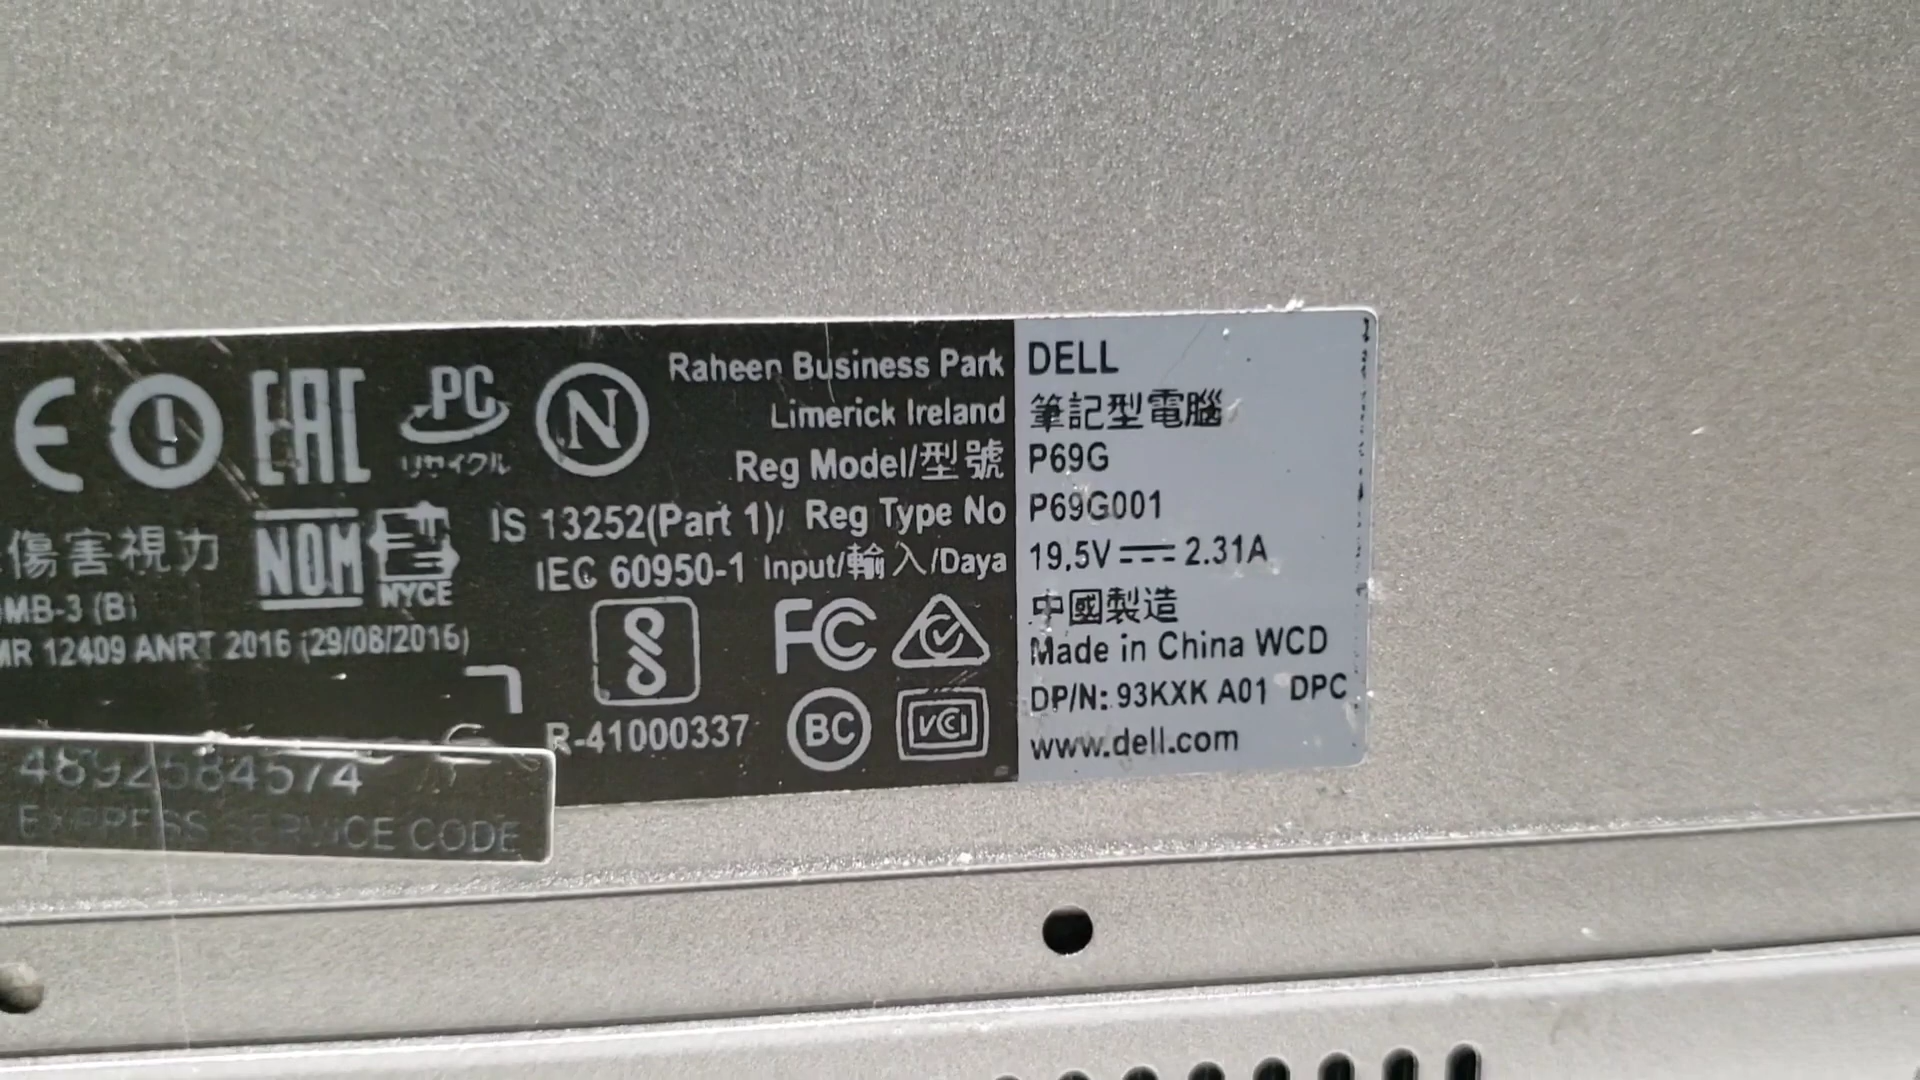 Raheen Business Park DELL
Limerick Ireland 筆記型電腦
Reg Model/型號 P69G
IS 13252(Part 1)/ Reg Type No P69G001
IEC 60950-1 Input/輸入/Daya 19.5V 2.31A
中國製造
Made in China WCD
DP/N: 93KXK A01 DPC
www.dell.com
CE EAC PC N
リサイクル
傷害視力 NOM NYCE
MB-3 (B)
MR 12409 ANRT 2016 (29/06/2016)
FC
R-41000337 BC VCI
4892584574
EXPRESS SERVICE CODE